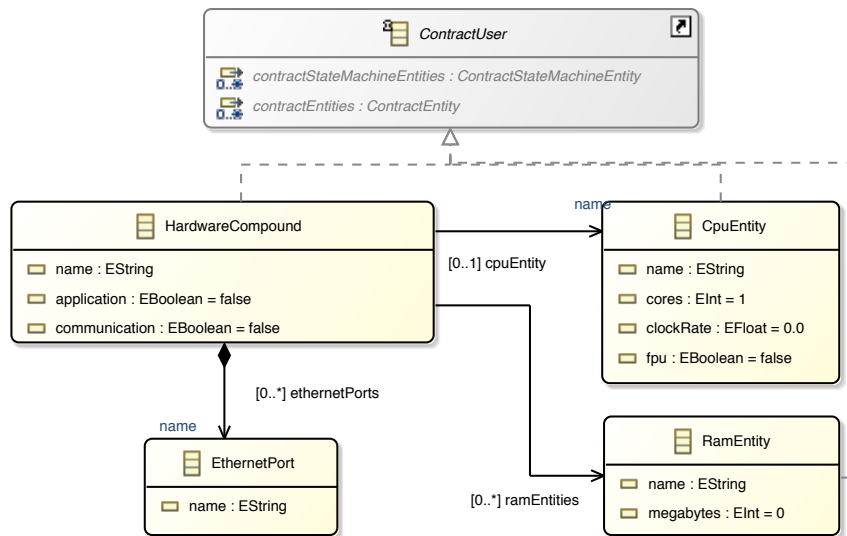 ContractUser
contractStateMachineEntities : ContractStateMachineEntity
0..*
contractEntities : ContractEntity
0..*
HardwareCompound
name : EString
application : EBoolean = false
communication : EBoolean = false
name
CpuEntity
name : EString
cores : EInt = 1
clockRate : EFloat = 0.0
fpu : EBoolean = false
[0..1] cpuEntity
[0..*] ethernetPorts
name
EthernetPort
name : EString
RamEntity
name : EString
megabytes : EInt = 0
[0..*] ramEntities